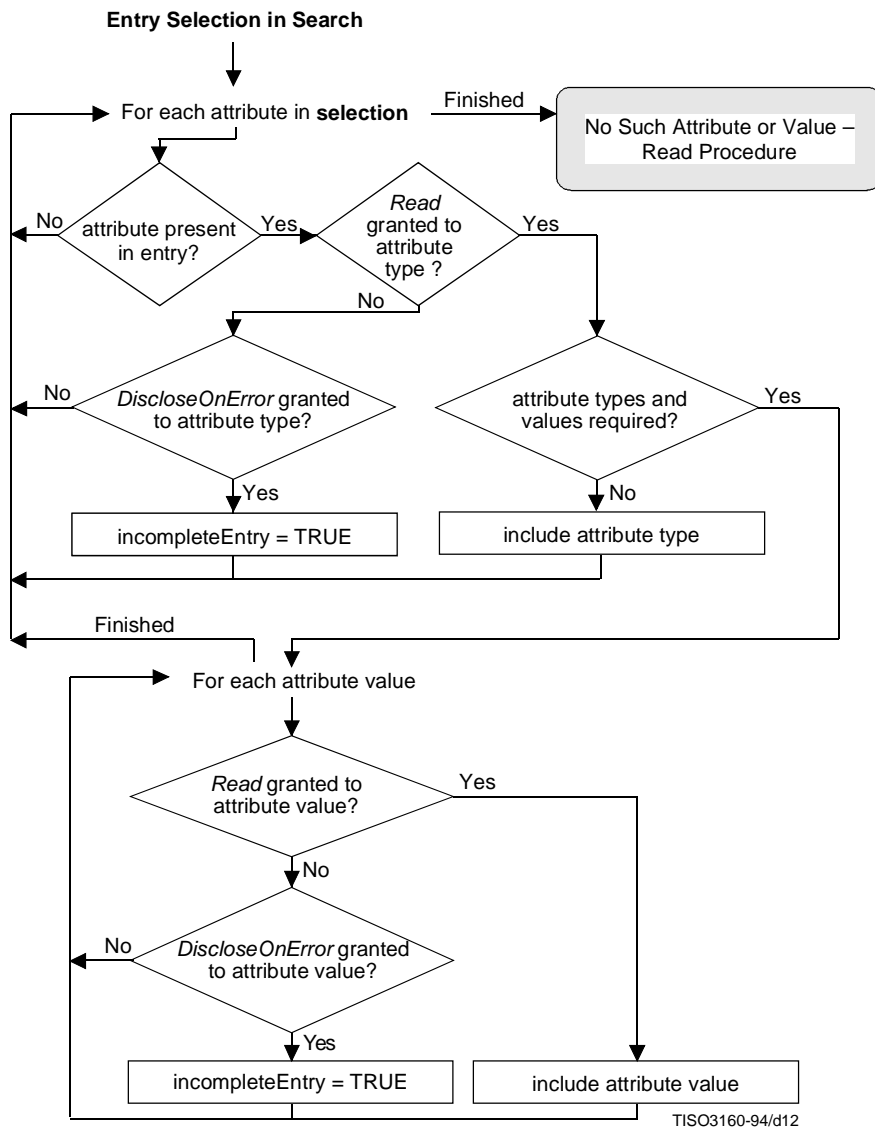 Entry Selection in Search
For each attribute in selection
Finished
No Such Attribute or Value –
Read Procedure
No
attribute present
in entry?
Yes
Read
granted to
attribute
type ?
Yes
No
No
DiscloseOnError granted
to attribute type?
attribute types and
values required?
Yes
Yes
No
incompleteEntry = TRUE
include attribute type
Finished
For each attribute value
Read granted to
attribute value?
Yes
No
No
DiscloseOnError granted
to attribute value?
Yes
incompleteEntry = TRUE
include attribute value
TISO3160-94/d12